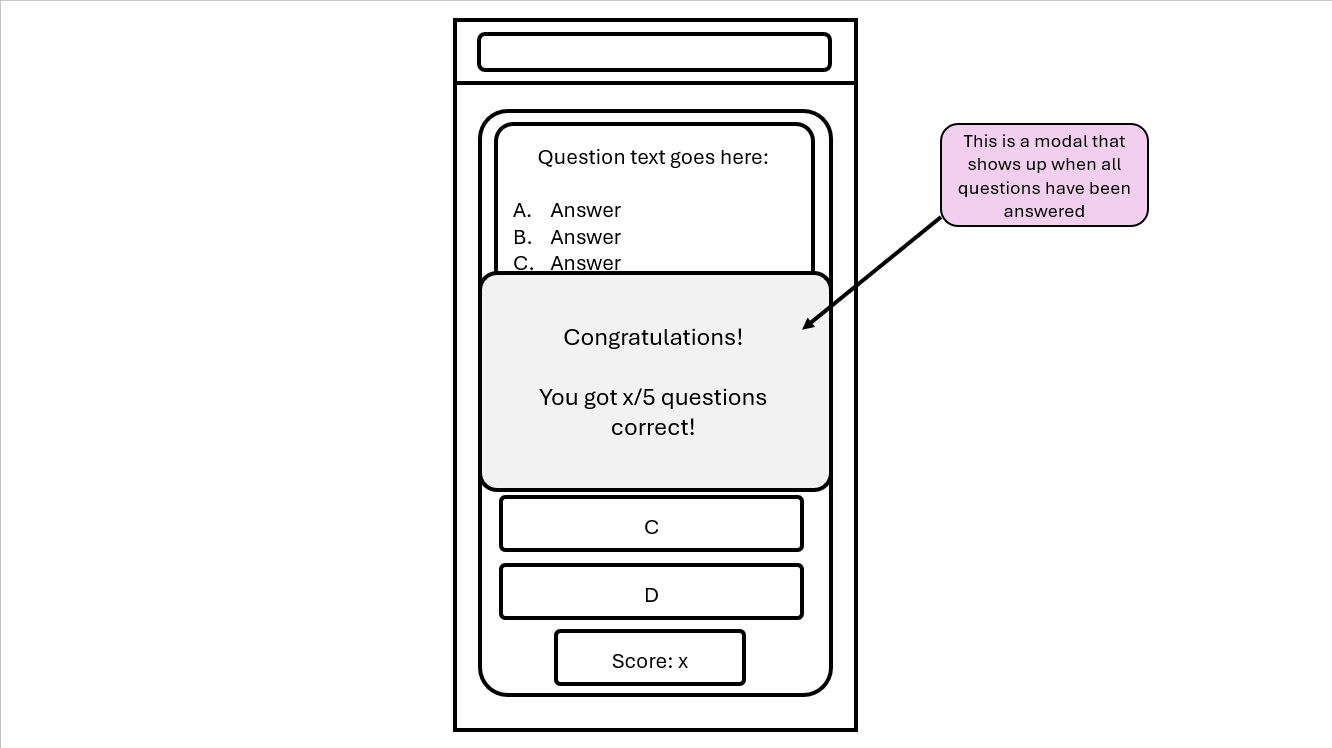 Question text goes here:
A. Answer
B. Answer
C. Answer
Congratulations!
You got x/5 questions
correct!
C
D
Score: x
This is a modal that
shows up when all
questions have been
answered